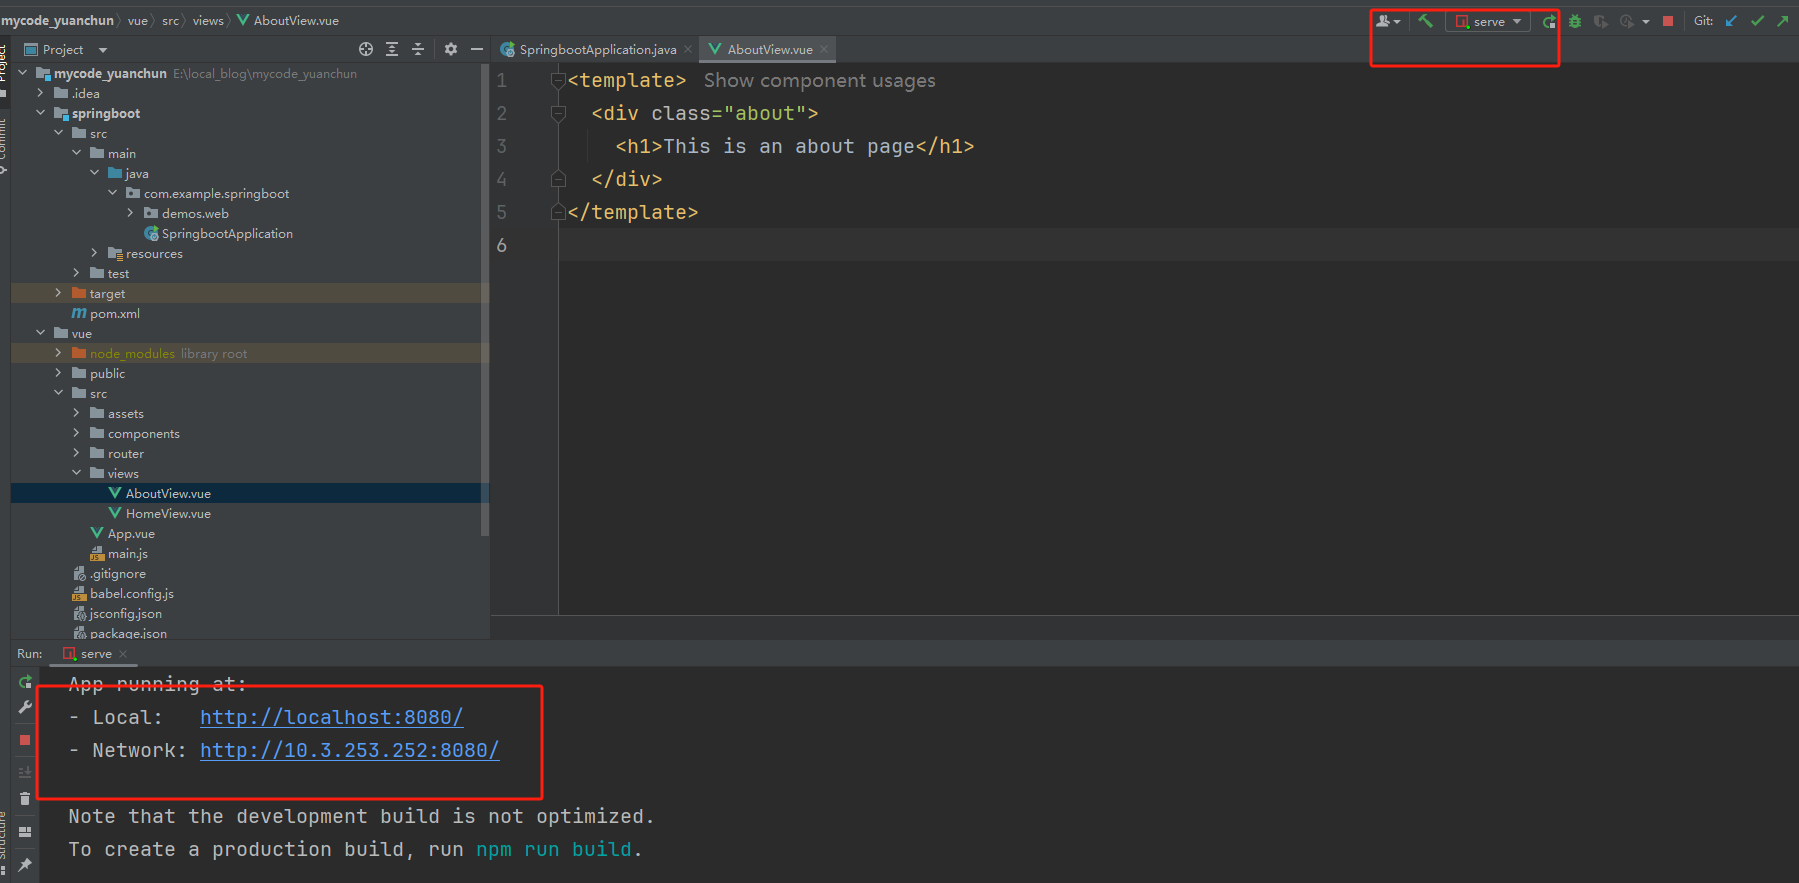 mycode_yuanchun vue src views AboutView.vue
serve
Git:
Project
Project
SpringbootApplication.java
AboutView.vue
Commit
mycode_yuanchun E:\local_blog\mycode_yuanchun
.idea
springboot
src
main
java
com.example.springboot
demos.web
SpringbootApplication
resources
test
target
pom.xml
vue
node_modules library root
public
src
assets
components
router
views
AboutView.vue
HomeView.vue
App.vue
main.js
.gitignore
babel.config.js
jsconfig.json
package.json
1 <template> Show component usages
2 <div class="about">
3 <h1>This is an about page</h1>
4 </div>
5 </template>
6
Run: serve
App running at:
- Local: http://localhost:8080/
- Network: http://10.3.253.252:8080/
Note that the development build is not optimized.
To create a production build, run npm run build.
Structure